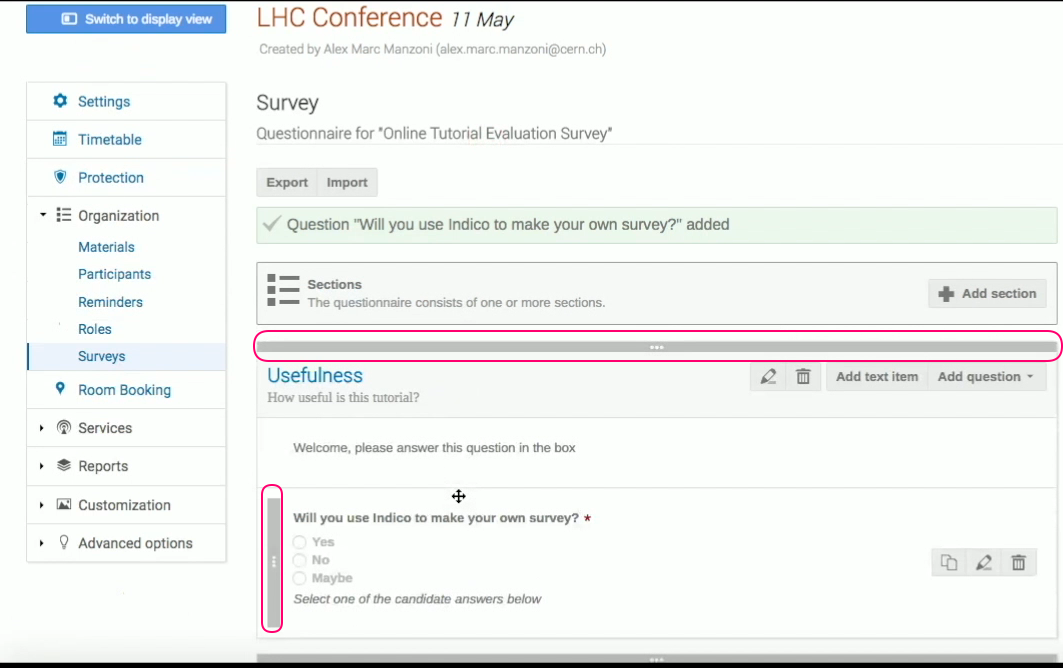 Switch to display view
LHC Conference 11 May
Created by Alex Marc Manzoni (alex.marc.manzoni@cern.ch)
Settings
Timetable
Protection
Organization
Materials
Participants
Reminders
Roles
Surveys
Room Booking
Services
Reports
Customization
Advanced options
Survey
Questionnaire for "Online Tutorial Evaluation Survey"
Export Import
Question "Will you use Indico to make your own survey?" added
Sections
The questionnaire consists of one or more sections.
Add section
Usefulness
How useful is this tutorial?
Add text item Add question
Welcome, please answer this question in the box
Will you use Indico to make your own survey? *
Yes
No
Maybe
Select one of the candidate answers below